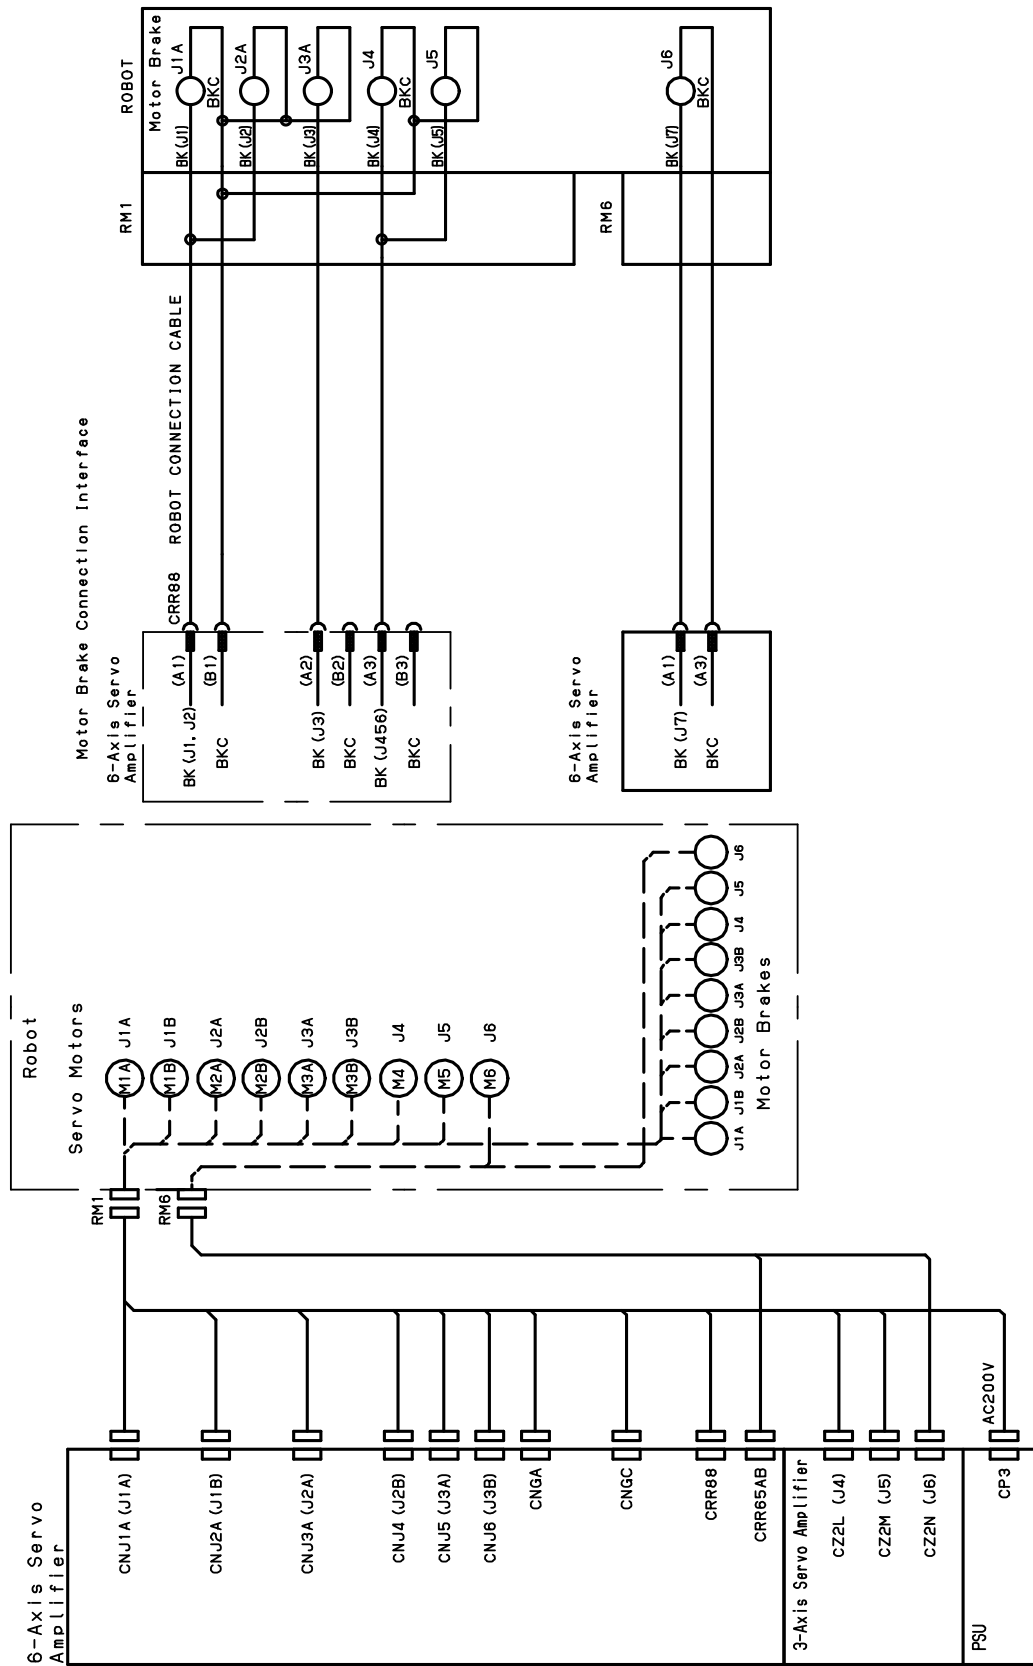 6-Axis Servo
Amplifier
CNJ1A (J1A)
CNJ2A (J1B)
CNJ3A (J2A)
CNJ4 (J2B)
CNJ5 (J3A)
CNJ6 (J3B)
CNGA
CNGC
CRR88
CRR65AB
3-Axis Servo Amplifier
CZ2L (J4)
CZ2M (J5)
CZ2N (J6)
PSU
CP3
AC200V
RM1
RM6
Robot
Servo Motors
M1A J1A
M1B J1B
M2A J2A
M2B J2B
M3A J3A
M3B J3B
M4 J4
M5 J5
M6 J6
J1A J1B J2A J2B J3A J3B J4 J5 J6
Motor Brakes
Motor Brake Connection Interface
6-Axis Servo
Amplifier
CRR88
ROBOT CONNECTION CABLE
BK (J1, J2) (A1)
BKC (B1)
BK (J3) (A2)
BKC (B2)
BK (J456) (A3)
BKC (B3)
6-Axis Servo
Amplifier
BK (J7) (A1)
BKC (A3)
RM1
RM6
ROBOT
Motor Brake
BK (J1) J1A
BKC
BK (J2) J2A
BK (J3) J3A
BK (J4) J4
BKC
BK (J5) J5
BK (J7) J6
BKC